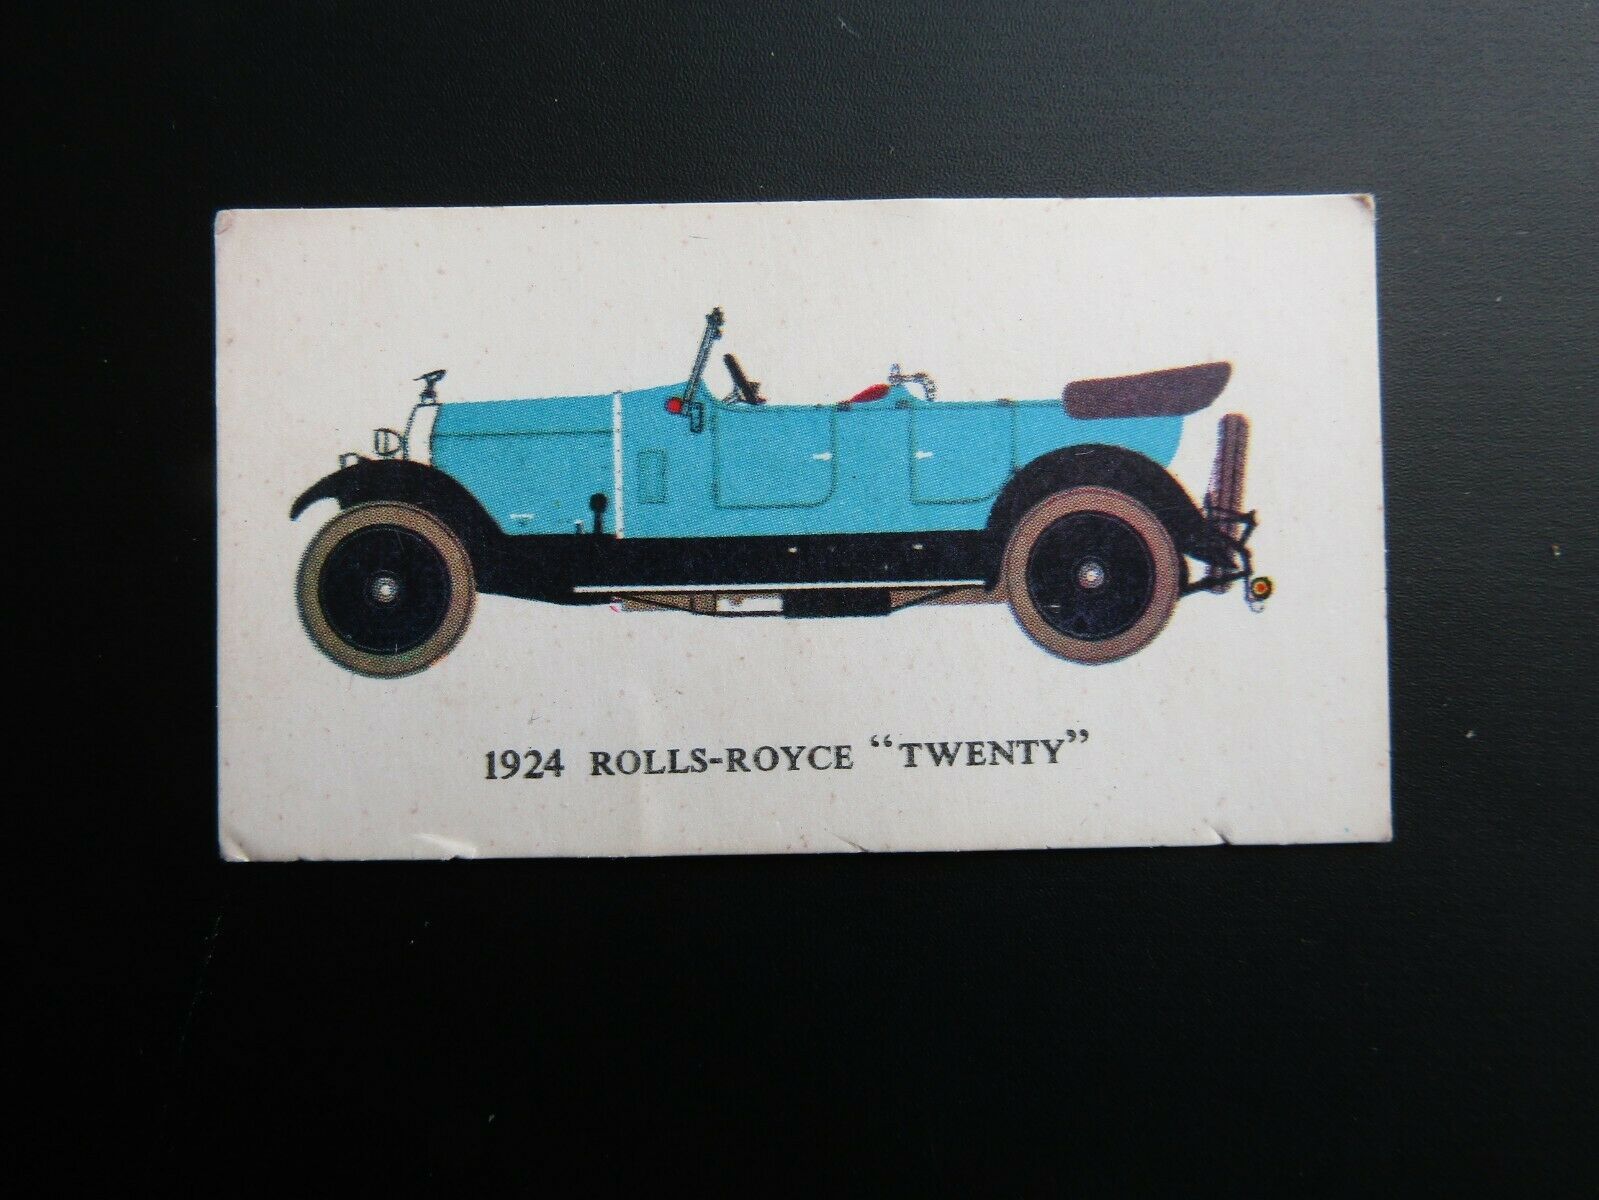 1924 ROLLS-ROYCE “TWENTY”